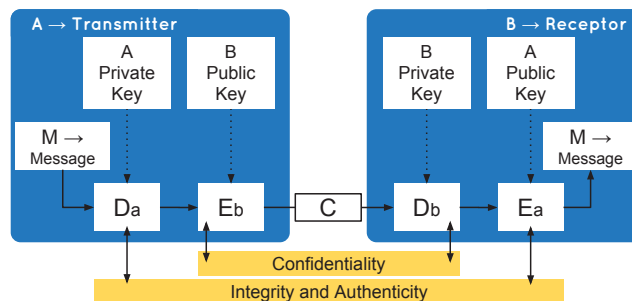 A → Transmitter
B → Receptor
A
Private
Key
B
Public
Key
B
Private
Key
A
Public
Key
M →
Message
M →
Message
Da
Eb
C
Db
Ea
Confidentiality
Integrity and Authenticity